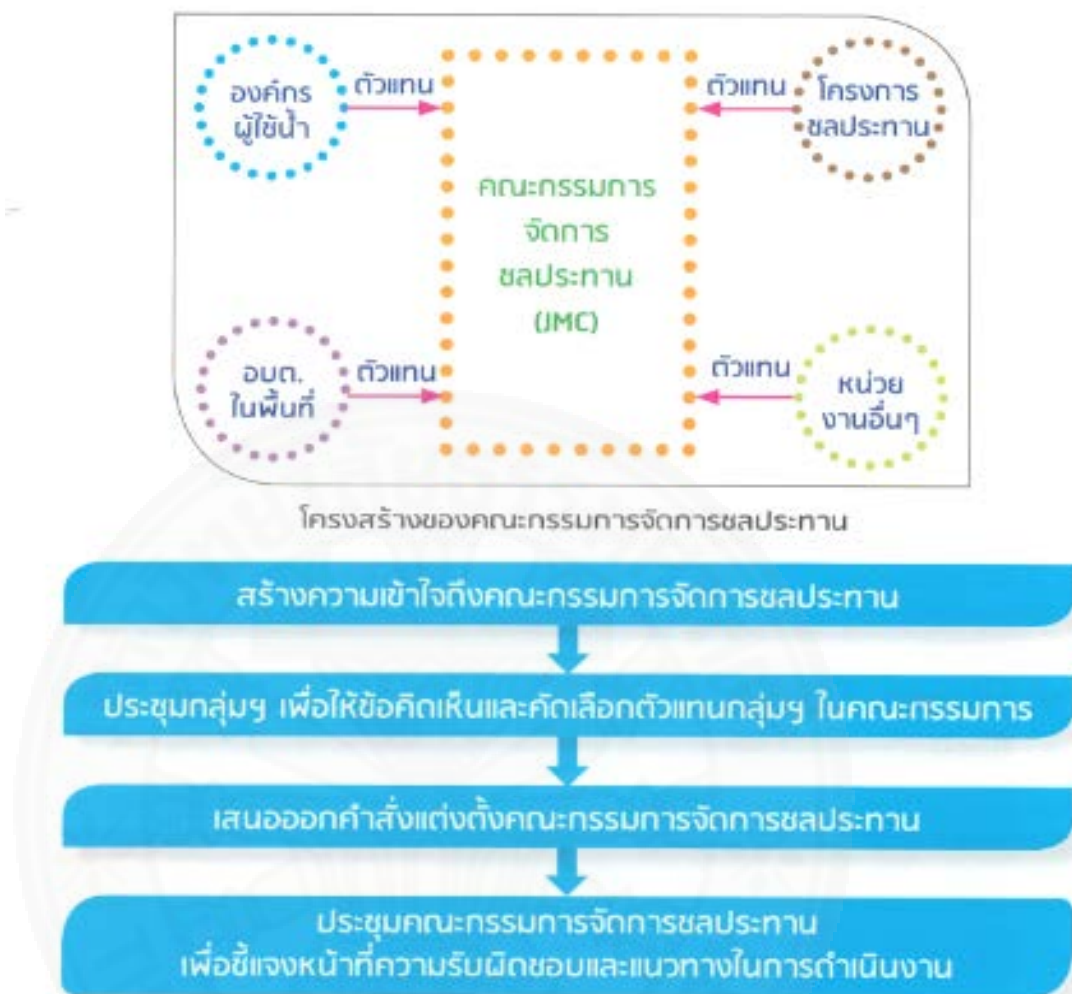 องค์กร
ผู้ใช้น้ำ
ตัวแทน
ตัวแทน
โครงการ
ชลประทาน
คณะกรรมการ
จัดการ
ชลประทาน
(JMC)
อบต.
ในพื้นที่
ตัวแทน
ตัวแทน
หน่วย
งานอื่นๆ
โครงสร้างของคณะกรรมการจัดการชลประทาน
สร้างความเข้าใจถึงคณะกรรมการจัดการชลประทาน
ประชุมกลุ่มฯ เพื่อให้ข้อคิดเห็นและคัดเลือกตัวแทนกลุ่มฯ ในคณะกรรมการ
เสนอออกคำสั่งแต่งตั้งคณะกรรมการจัดการชลประทาน
ประชุมคณะกรรมการจัดการชลประทาน
เพื่อชี้แจงหน้าที่ความรับผิดชอบและแนวทางในการดำเนินงาน